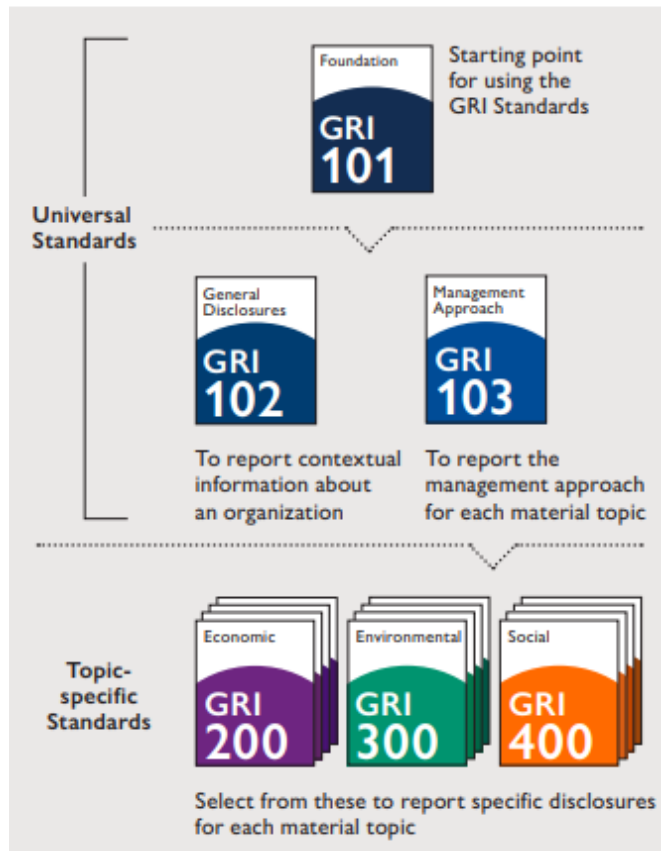 Foundation
GRI
101
Starting point
for using the
GRI Standards
Universal
Standards
General
Disclosures
GRI
102
Management
Approach
GRI
103
To report contextual
information about
an organization
To report the
management approach
for each material topic
Topic-
specific
Standards
Economic
GRI
200
Environmental
GRI
300
Social
GRI
400
Select from these to report specific disclosures
for each material topic